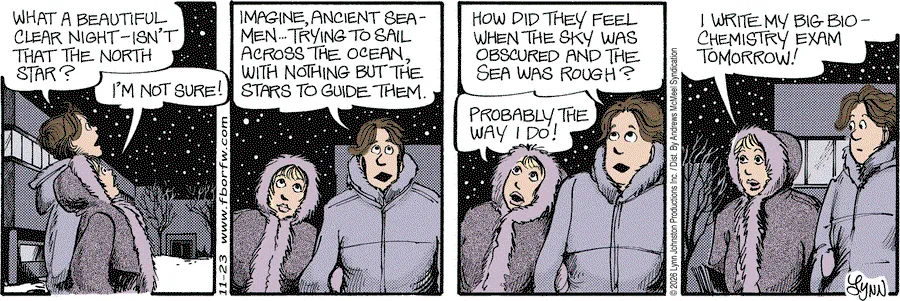 WHAT A BEAUTIFUL
CLEAR NIGHT-ISN'T
THAT THE NORTH
STAR?
I'M NOT SURE!
11-23 www.fborfw.com
IMAGINE, ANCIENT SEA-
MEN...TRYING TO SAIL
ACROSS THE OCEAN,
WITH NOTHING BUT THE
STARS TO GUIDE THEM.
HOW DID THEY FEEL
WHEN THE SKY WAS
OBSCURED AND THE
SEA WAS ROUGH?
PROBABLY THE
WAY I DO!
© 2026 Lynn Johnston Productions Inc. / Dist. By Andrews McMeel Syndication
I WRITE MY BIG BIO-
CHEMISTRY EXAM
TOMORROW!
LYNN